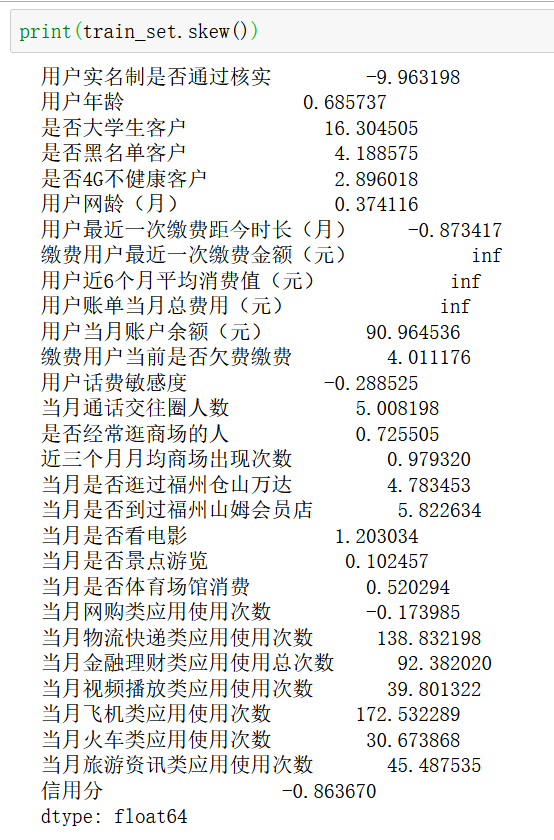 print(train_set.skew())
用户实名制是否通过核实 -9.963198
用户年龄 0.685737
是否大学生客户 16.304505
是否黑名单客户 4.188575
是否4G不健康客户 2.896018
用户网龄（月） 0.374116
用户最近一次缴费距今时长（月） -0.873417
缴费用户最近一次缴费金额（元） inf
用户近6个月平均消费值（元） inf
用户账单当月总费用（元） inf
用户当月账户余额（元） 90.964536
缴费用户当前是否欠费缴费 4.011176
用户话费敏感度 -0.288525
当月通话交往圈人数 5.008198
是否经常逛商场的人 0.725505
近三个月月均商场出现次数 0.979320
当月是否逛过福州仓山万达 4.783453
当月是否到过福州山姆会员店 5.822634
当月是否看电影 1.203034
当月是否景点游览 0.102457
当月是否体育场馆消费 0.520294
当月网购类应用使用次数 -0.173985
当月物流快递类应用使用次数 138.832198
当月金融理财类应用使用总次数 92.382020
当月视频播放类应用使用次数 39.801322
当月飞机类应用使用次数 172.532289
当月火车类应用使用次数 30.673868
当月旅游资讯类应用使用次数 45.487535
信用分 -0.863670
dtype: float64